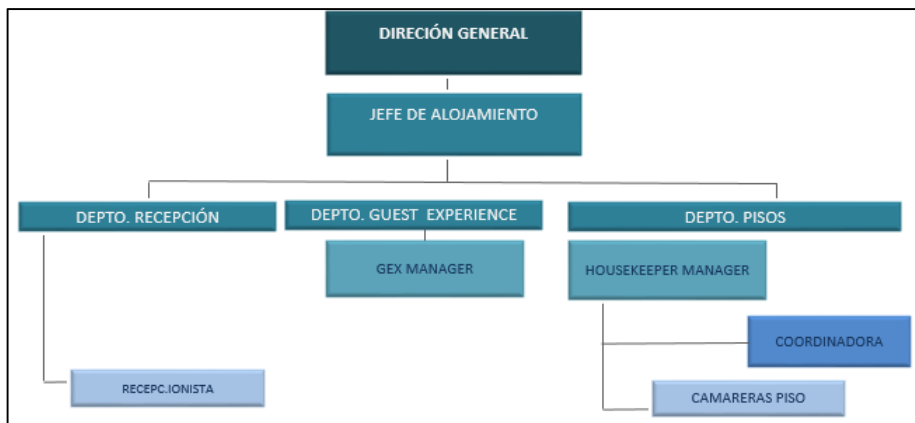 DIRECIÓN GENERAL
JEFE DE ALOJAMIENTO
DEPTO. RECEPCIÓN
DEPTO. GUEST EXPERIENCE
DEPTO. PISOS
GEX MANAGER
HOUSEKEEPER MANAGER
COORDINADORA
RECEPC.IONISTA
CAMARERAS PISO